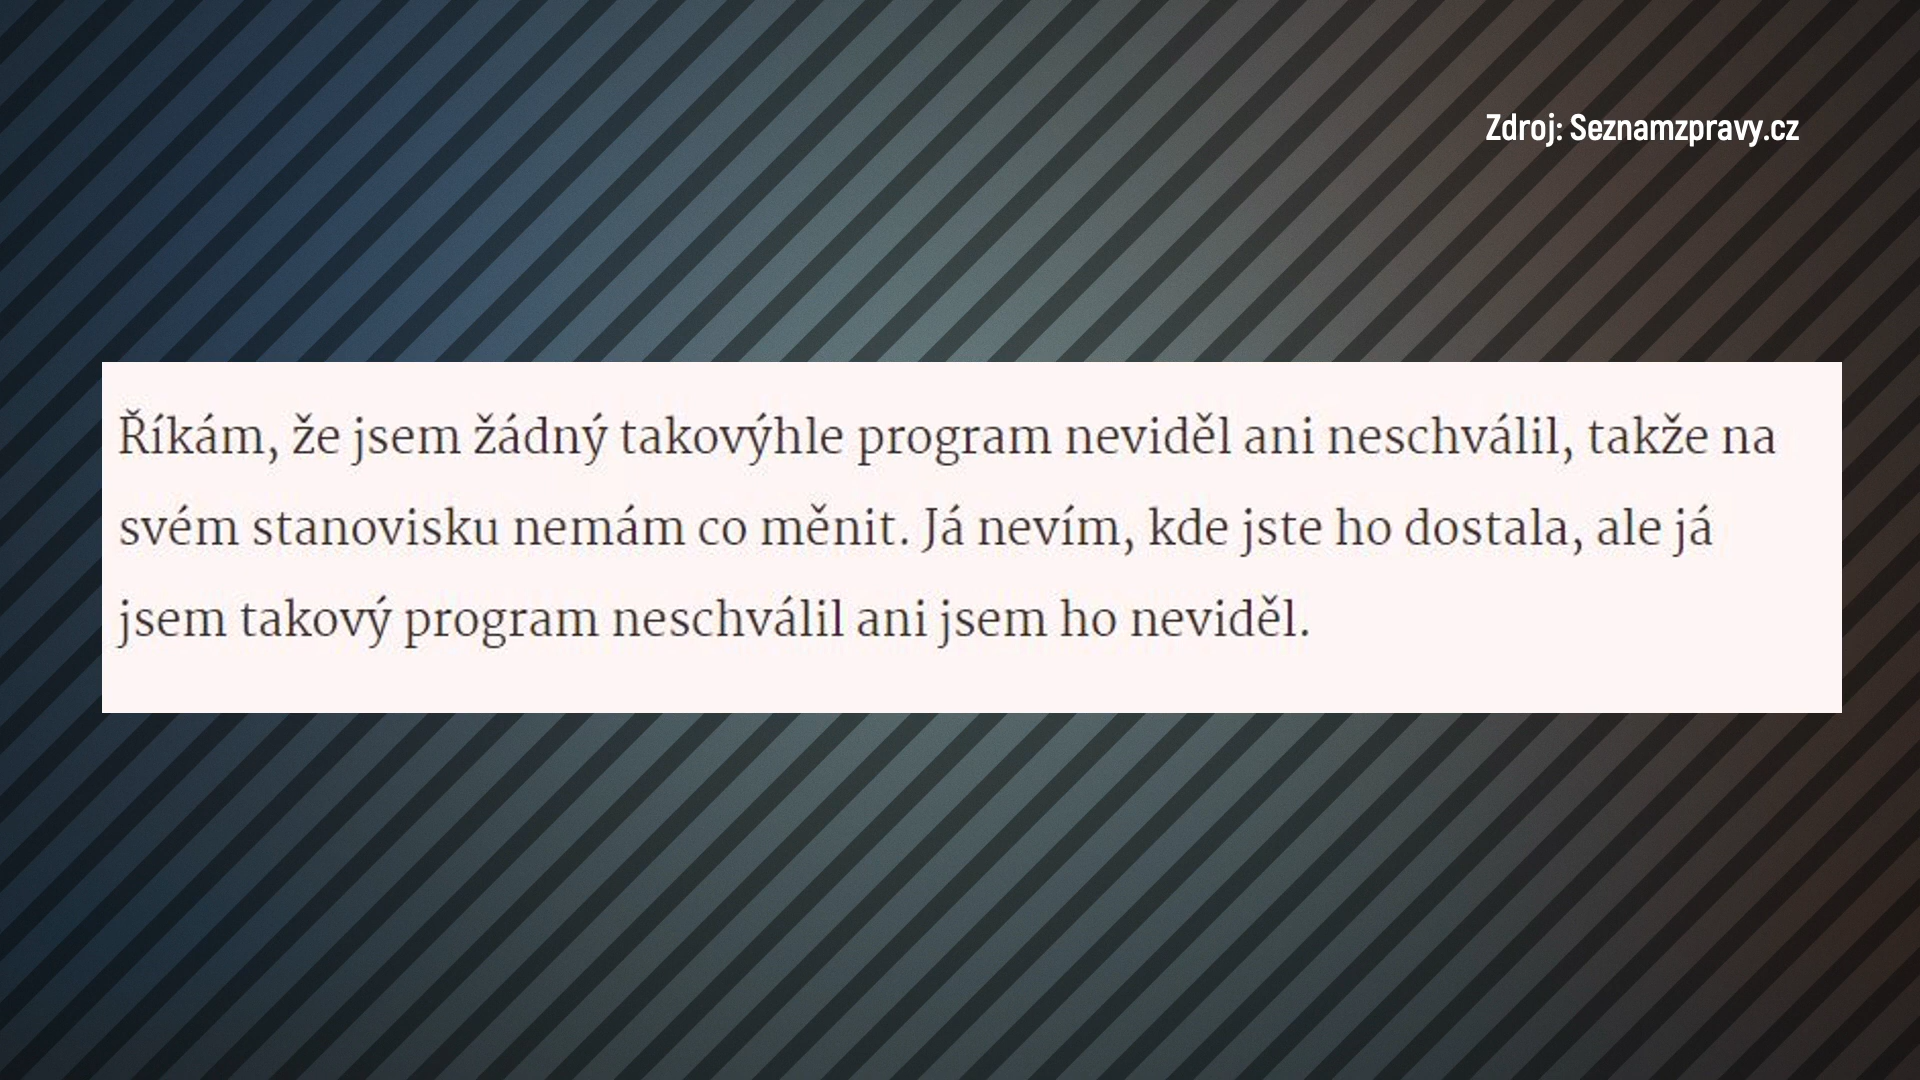 Zdroj: Seznamzpravy.cz
Říkám, že jsem žádný takovýhle program neviděl ani neschválil, takže na
svém stanovisku nemám co měnit. Já nevím, kde jste ho dostala, ale já
jsem takový program neschválil ani jsem ho neviděl.